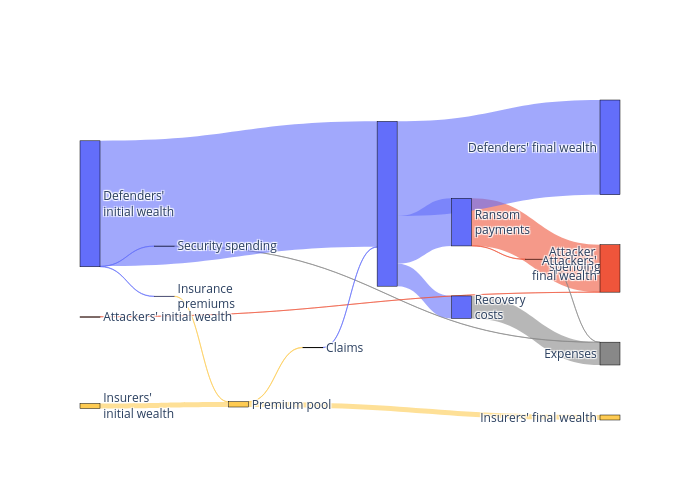 Defenders' final wealth
Defenders'
initial wealth
Ransom
payments
Security spending
Attacker
spending
Attackers'
final wealth
Insurance
premiums
Recovery
costs
Attackers' initial wealth
Claims
Expenses
Insurers'
initial wealth
Premium pool
Insurers' final wealth